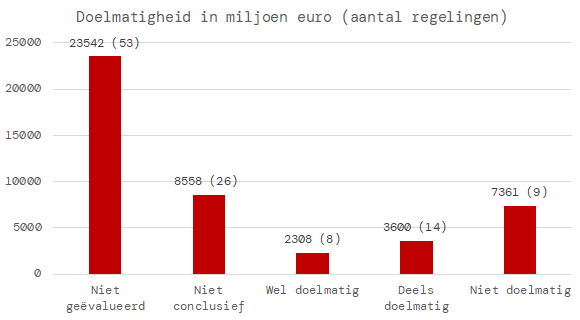 Doelmatigheid in miljoen euro (aantal regelingen)
25000
20000
15000
10000
5000
0
23542 (53)
8558 (26)
2308 (8)
3600 (14)
7361 (9)
Niet
geëvalueerd
Niet
conclusief
Wel doelmatig
Deels
doelmatig
Niet doelmatig